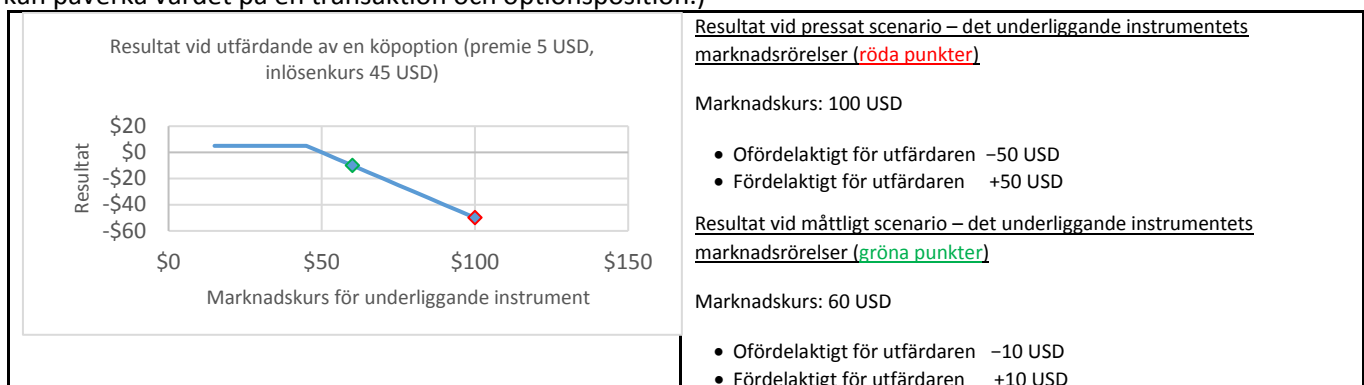 kan påverka värdet på en transaktion och optionsposition.)
Resultat vid utfärdande av en köpoption (premie 5 USD,
inlösenkurs 45 USD)
$20
$0
-$20
-$40
-$60
Resultat
$0
$50
$100
$150
Marknadskurs för underliggande instrument
Resultat vid pressat scenario – det underliggande instrumentets
marknadsrörelser (röda punkter)
Marknadskurs: 100 USD
• Ofördelaktigt för utfärdaren −50 USD
• Fördelaktigt för utfärdaren +50 USD
Resultat vid måttligt scenario – det underliggande instrumentets
marknadsrörelser (gröna punkter)
Marknadskurs: 60 USD
• Ofördelaktigt för utfärdaren −10 USD
• Fördelaktigt för utfärdaren +10 USD